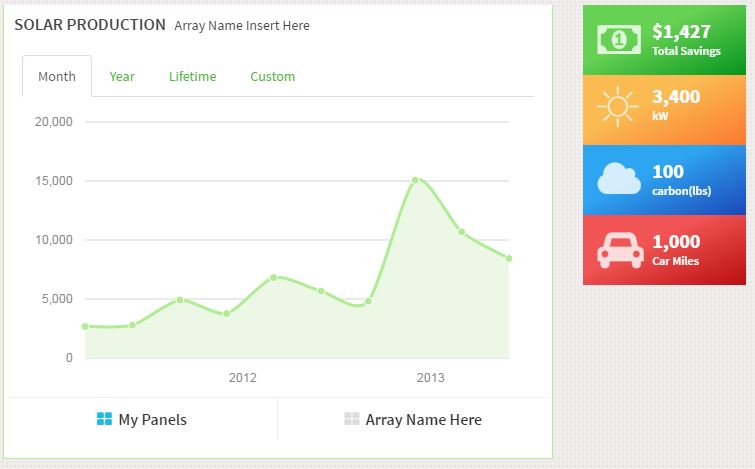 SOLAR PRODUCTION Array Name Insert Here
Month Year Lifetime Custom
20,000
15,000
10,000
5,000
0
2012 2013
My Panels Array Name Here
$1,427
Total Savings
3,400
kW
100
carbon(lbs)
1,000
Car Miles
1